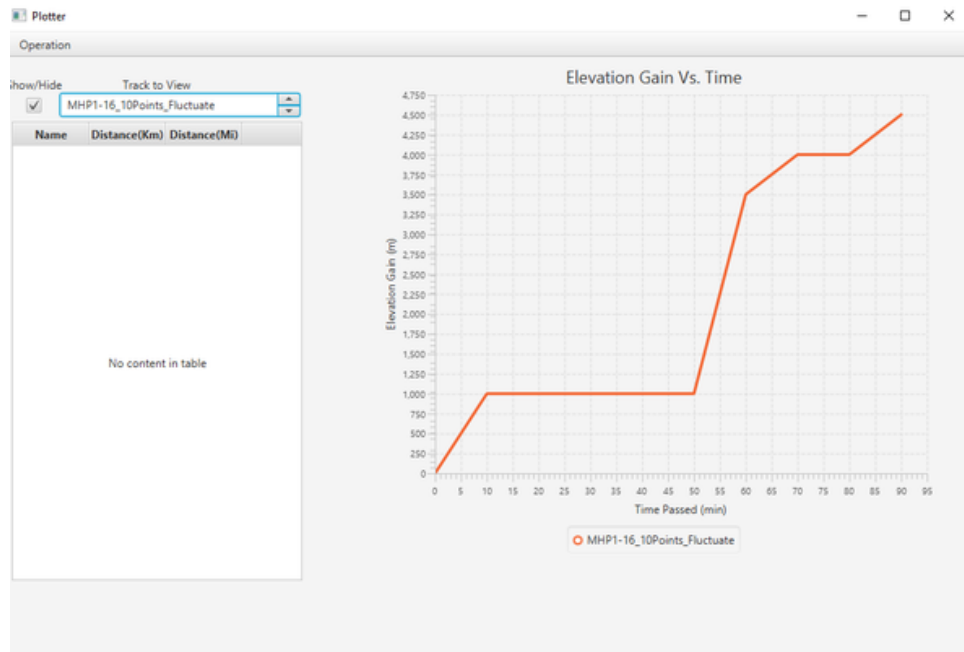 Plotter
Operation
Show/Hide Track to View
MHP1-16_10Points_Fluctuate
Name Distance(Km) Distance(Mi)
No content in table
Elevation Gain Vs. Time
4,750
4,500
4,250
4,000
3,750
3,500
3,250
3,000
2,750
2,500
2,250
2,000
1,750
1,500
1,250
1,000
750
500
250
0
Elevation Gain (m)
0 5 10 15 20 25 30 35 40 45 50 55 60 65 70 75 80 85 90 95
Time Passed (min)
MHP1-16_10Points_Fluctuate